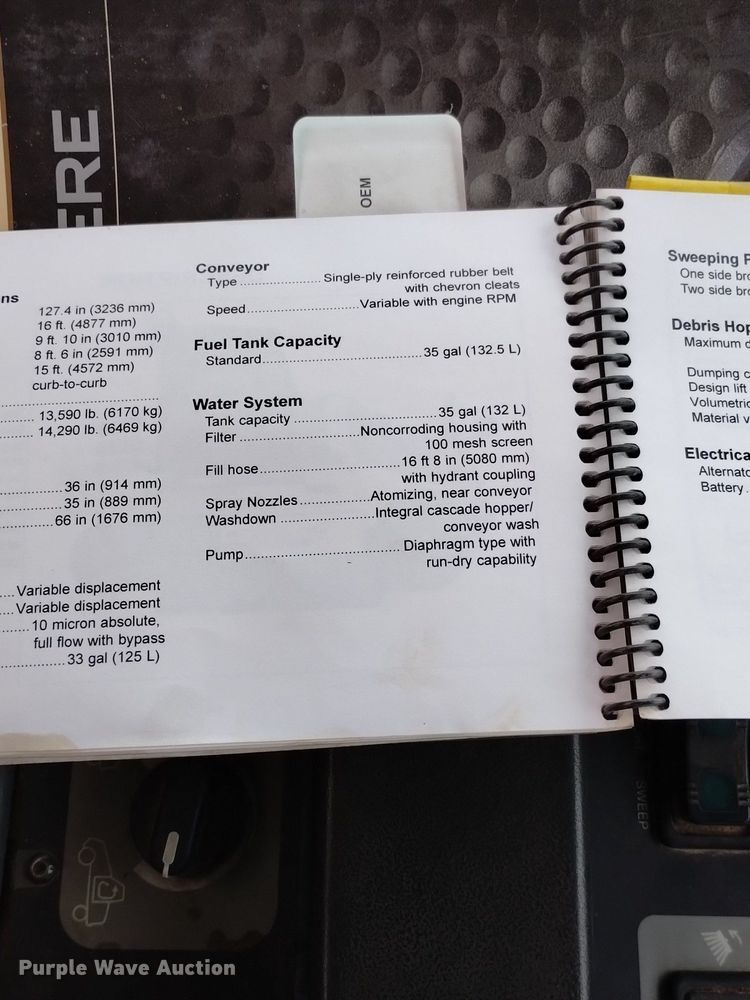 ERE
OEM
ns
127.4 in (3236 mm)
16 ft. (4877 mm)
9 ft. 10 in (3010 mm)
8 ft. 6 in (2591 mm)
15 ft. (4572 mm)
curb-to-curb
13,590 lb. (6170 kg)
14,290 lb. (6469 kg)
36 in (914 mm)
35 in (889 mm)
66 in (1676 mm)
Variable displacement
Variable displacement
10 micron absolute,
full flow with bypass
33 gal (125 L)
Conveyor
Type ..................... Single-ply reinforced rubber belt
with chevron cleats
Speed............................Variable with engine RPM
Fuel Tank Capacity
Standard........................................35 gal (132.5 L)
Water System
Tank capacity ....................................35 gal (132 L)
Filter ...............................Noncorroding housing with
100 mesh screen
Fill hose...................................16 ft 8 in (5080 mm)
with hydrant coupling
Spray Nozzles..................Atomizing, near conveyor
Washdown ........................Integral cascade hopper/
conveyor wash
Pump....................................... Diaphragm type with
run-dry capability
Sweeping P
One side bro
Two side bro
Debris Hop
Maximum d
Dumping c
Design lift
Volumetric
Material v
Electrica
Alternato
Battery .
SWEEP
Purple Wave Auction